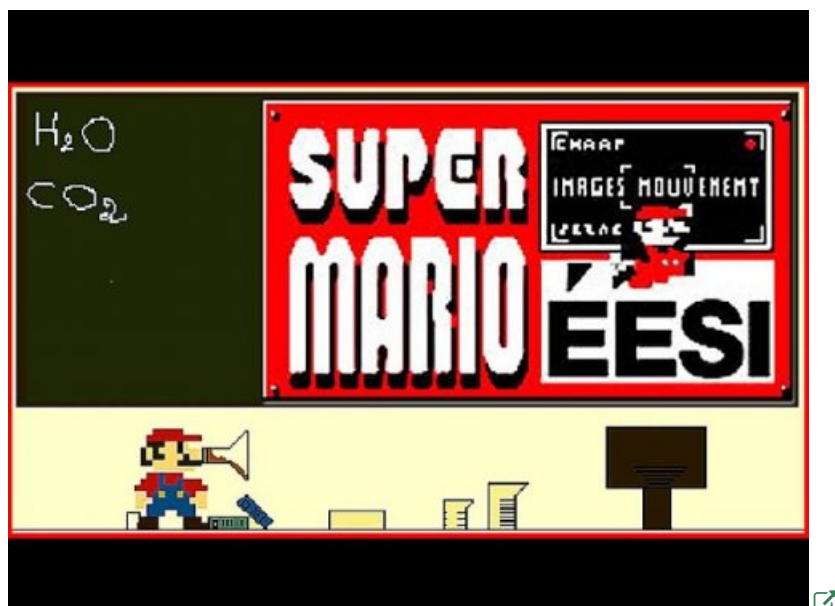 H₂O
CO₂
SUPER
MARIO
IMAGES MOUVEMENT
ÉESI